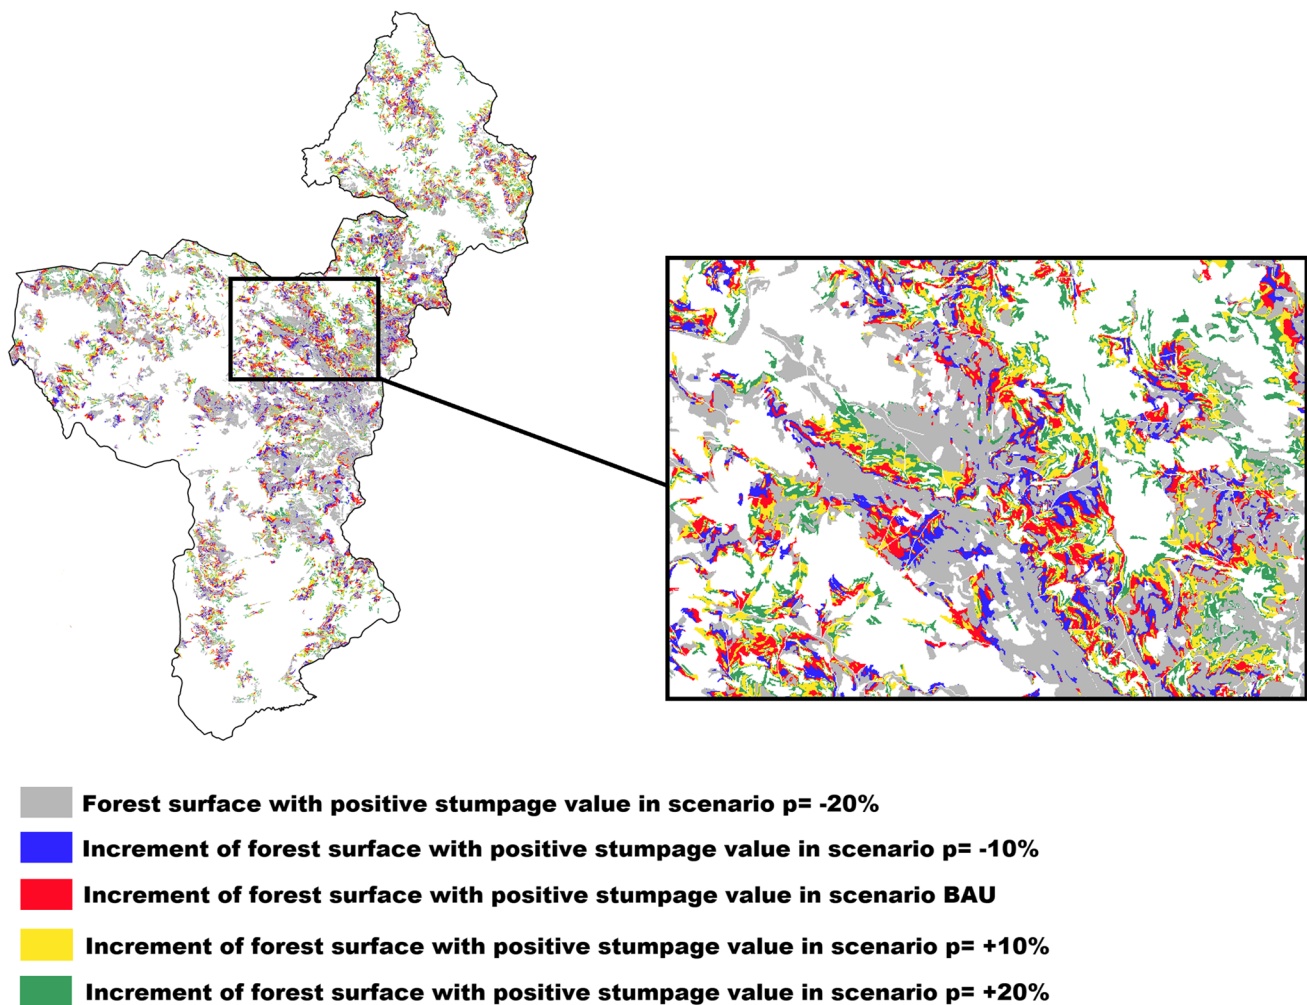 Forest surface with positive stumpage value in scenario p= -20%
Increment of forest surface with positive stumpage value in scenario p= -10%
Increment of forest surface with positive stumpage value in scenario BAU
Increment of forest surface with positive stumpage value in scenario p= +10%
Increment of forest surface with positive stumpage value in scenario p= +20%